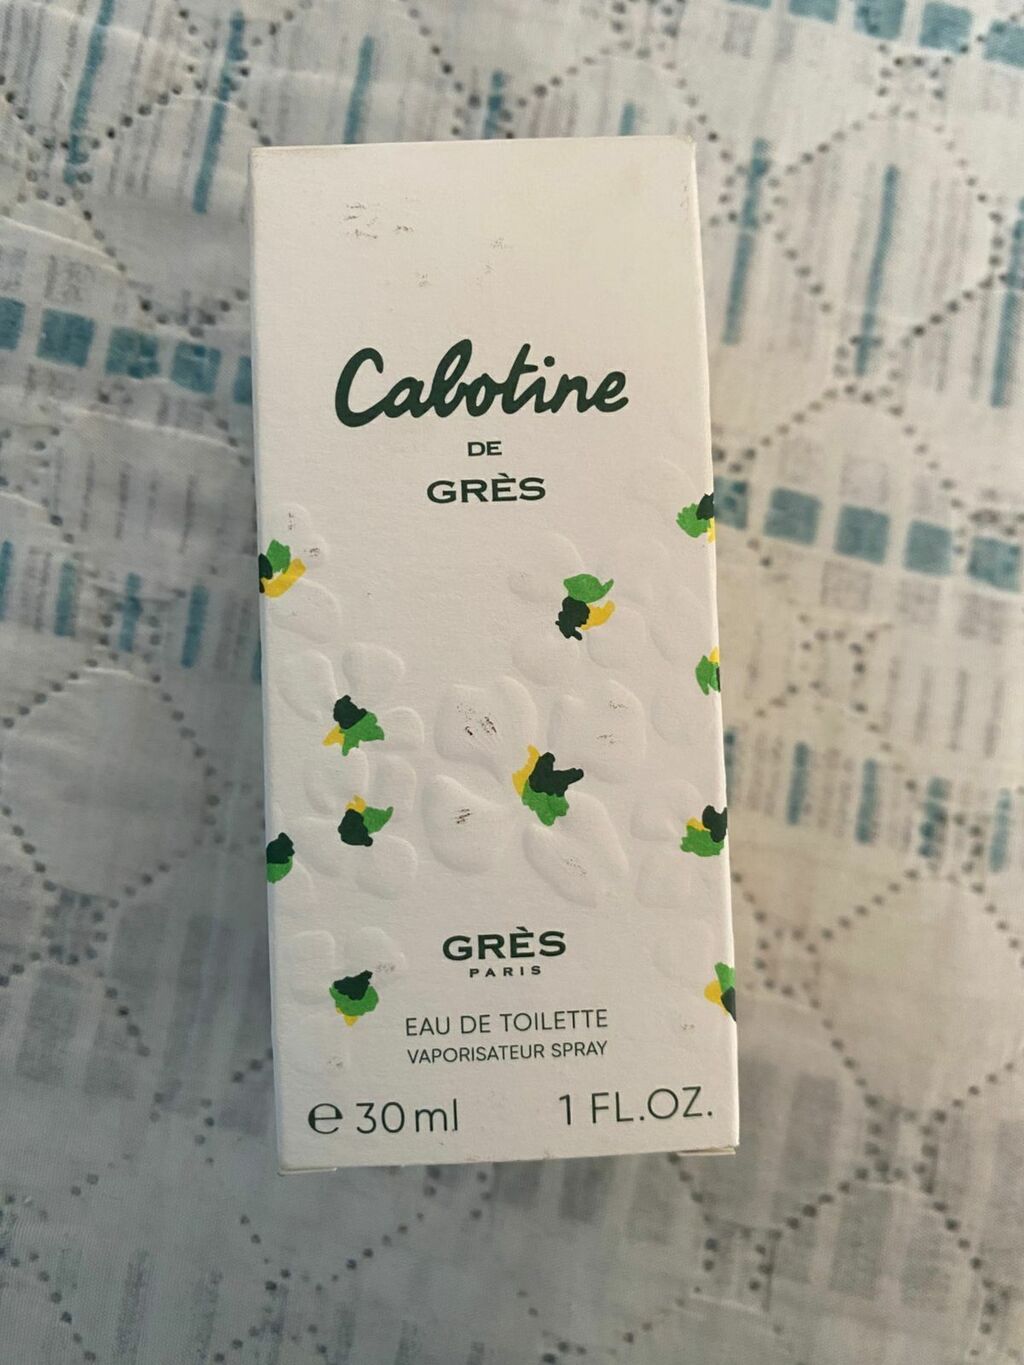 Cabotine
DE
GRÈS
GRÈS
PARIS
EAU DE TOILETTE
VAPORISATEUR SPRAY
℮ 30 ml 1 FL.OZ.